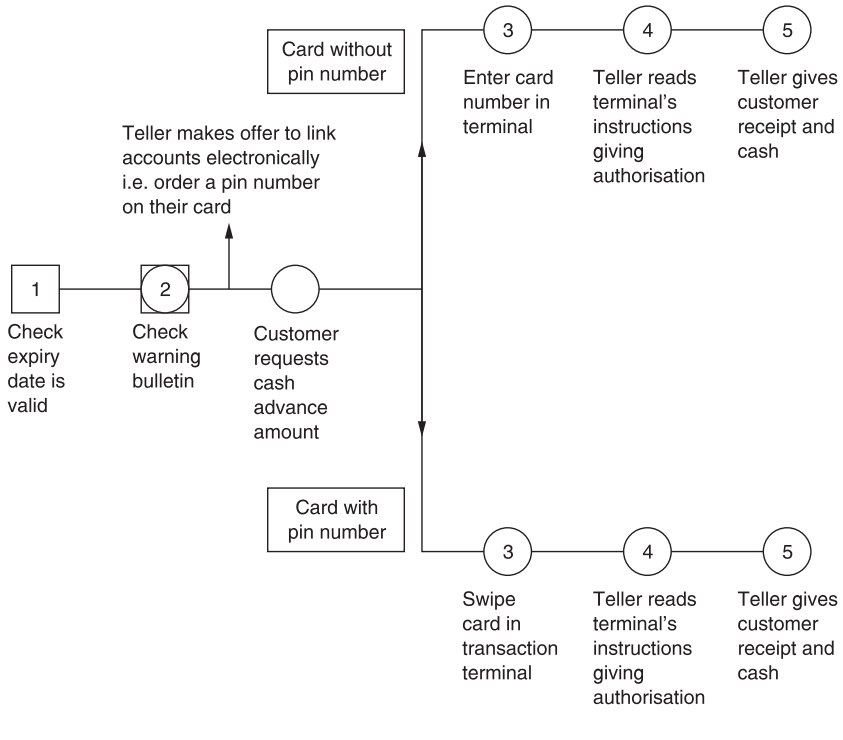 Card without
pin number
3
4
5
Enter card
number in
terminal
Teller reads
terminal's
instructions
giving
authorisation
Teller gives
customer
receipt and
cash
Teller makes offer to link
accounts electronically
i.e. order a pin number
on their card
1
2
Check
expiry
date is
valid
Check
warning
bulletin
Customer
requests
cash
advance
amount
Card with
pin number
3
4
5
Swipe
card in
transaction
terminal
Teller reads
terminal's
instructions
giving
authorisation
Teller gives
customer
receipt and
cash